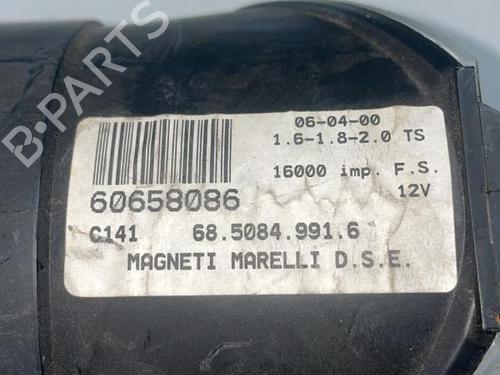 06-04-00
1.6-1.8-2.0 TS
16000 imp. F.S.
60658086 12V
C141 68.5084.991.6
MAGNETI MARELLI D.S.E.
B-PARTS